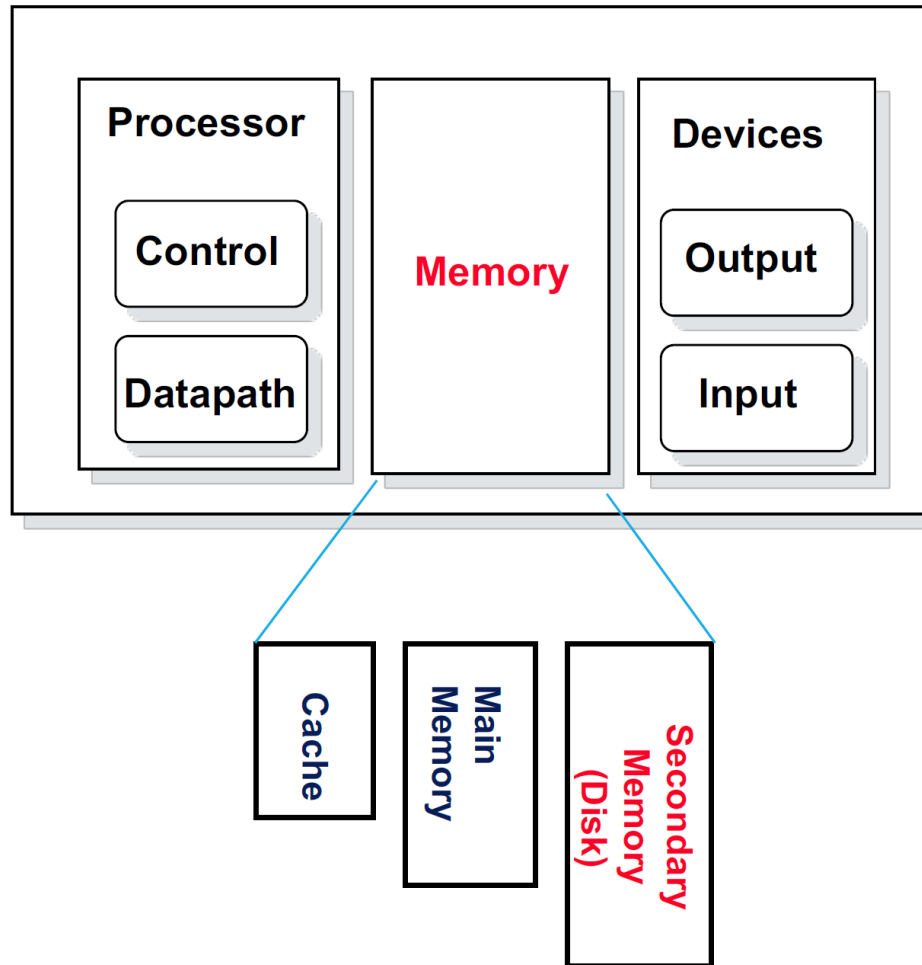 Processor
Control
Datapath
Memory
Devices
Output
Input
Cache
Main
Memory
Secondary
Memory
(Disk)